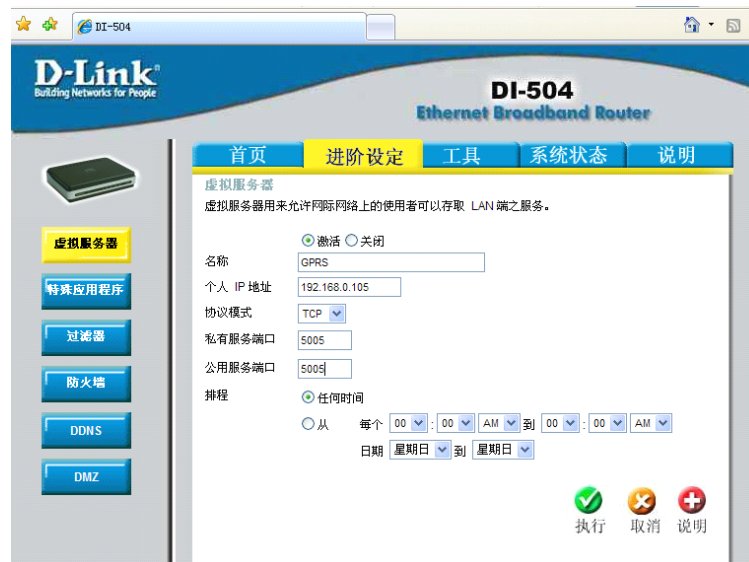 DI-504
D-Link®
Building Networks for People
DI-504
Ethernet Broadband Router
首页 进阶设定 工具 系统状态 说明
虚拟服务器
虚拟服务器用来允许网际网络上的使用者可以存取 LAN 端之服务。
激活 关闭
名称 GPRS
个人 IP 地址 192.168.0.105
协议模式 TCP
私有服务端口 5005
公用服务端口 5005
排程 任何时间
从 每个 00 : 00 AM 到 00 : 00 AM
日期 星期日 到 星期日
执行 取消 说明
虚拟服务器
特殊应用程序
过滤器
防火墙
DDNS
DMZ